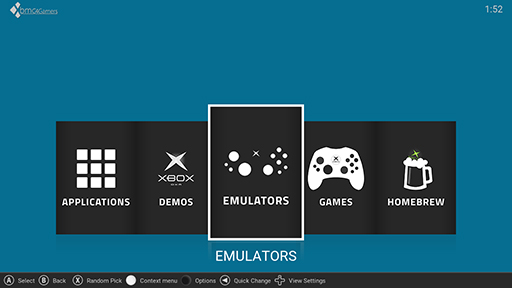 XBMC4Gamers
1:52
APPLICATIONS
XBOX
DEMOS
EMULATORS
GAMES
HOMEBREW
EMULATORS
A Select B Back X Random Pick Context menu Options Quick Change View Settings